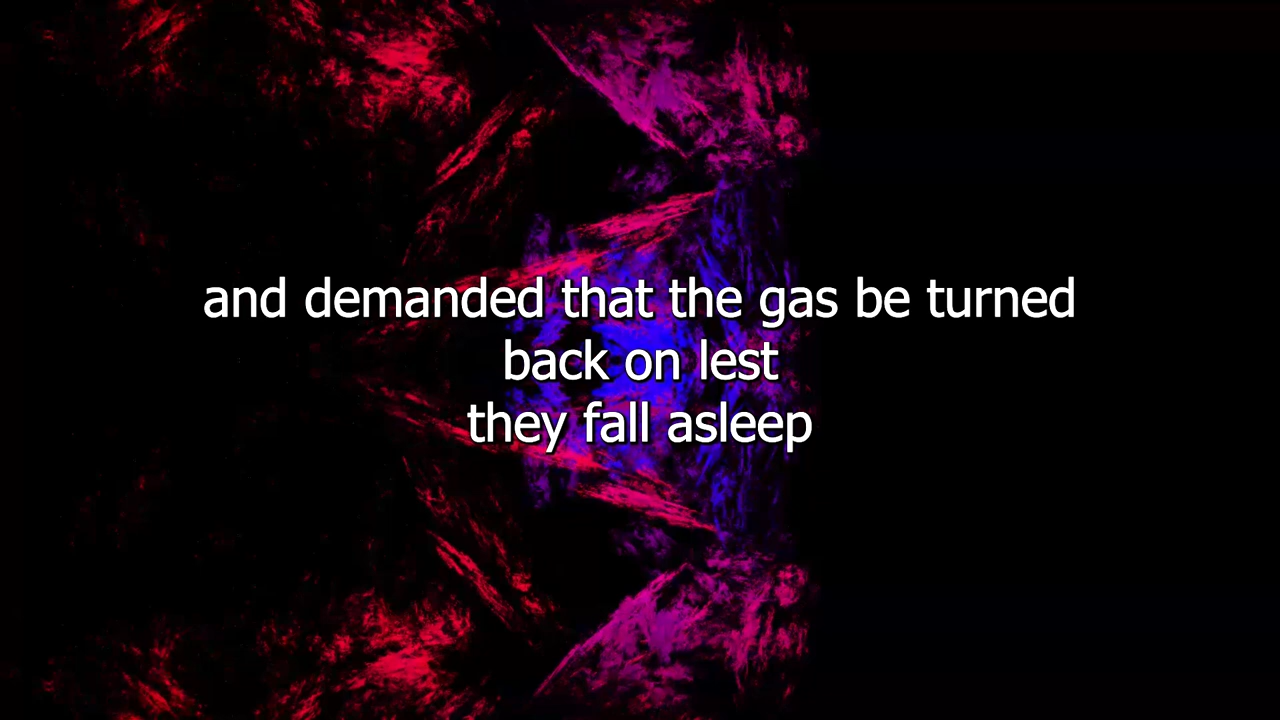 and demanded that the gas be turned
back on lest
they fall asleep